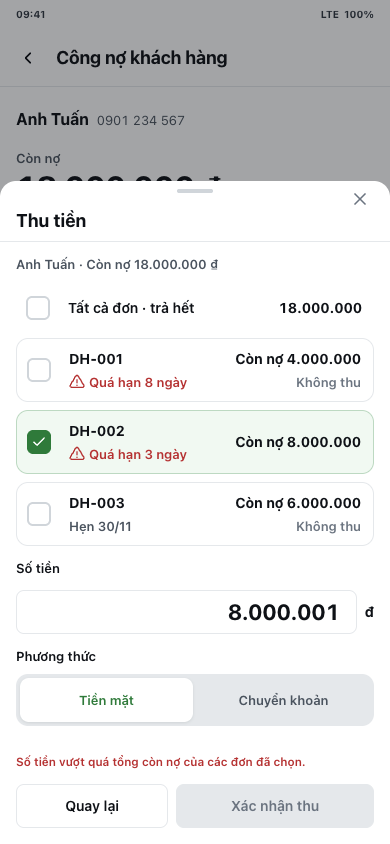 09:41 LTE 100%
Công nợ khách hàng
Anh Tuấn 0901 234 567
Còn nợ
Thu tiền
Anh Tuấn · Còn nợ 18.000.000 ₫
Tất cả đơn · trả hết 18.000.000
DH-001 Còn nợ 4.000.000
Quá hạn 8 ngày Không thu
DH-002 Còn nợ 8.000.000
Quá hạn 3 ngày
DH-003 Còn nợ 6.000.000
Hẹn 30/11 Không thu
Số tiền
8.000.001 đ
Phương thức
Tiền mặt Chuyển khoản
Số tiền vượt quá tổng còn nợ của các đơn đã chọn.
Quay lại Xác nhận thu